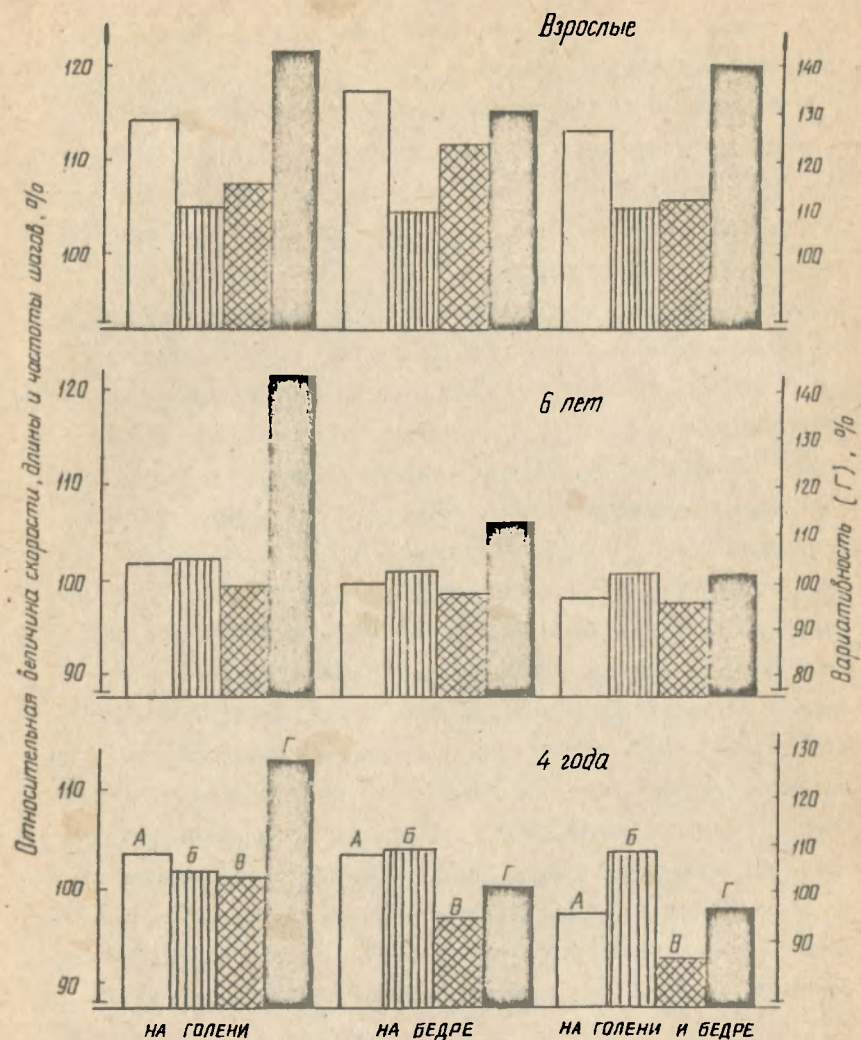 Взрослые
120
110
100
140
130
120
110
100
6 лет
120
110
100
90
140
130
120
110
100
90
80
4 года
110
100
90
130
120
110
100
90
А
Б
В
Г
А
Б
В
Г
А
Б
В
Г
НА ГОЛЕНИ
НА БЕДРЕ
НА ГОЛЕНИ И БЕДРЕ
Относительная величина скорасти, длины и частоты шагов, %
Вариативность (Г), %